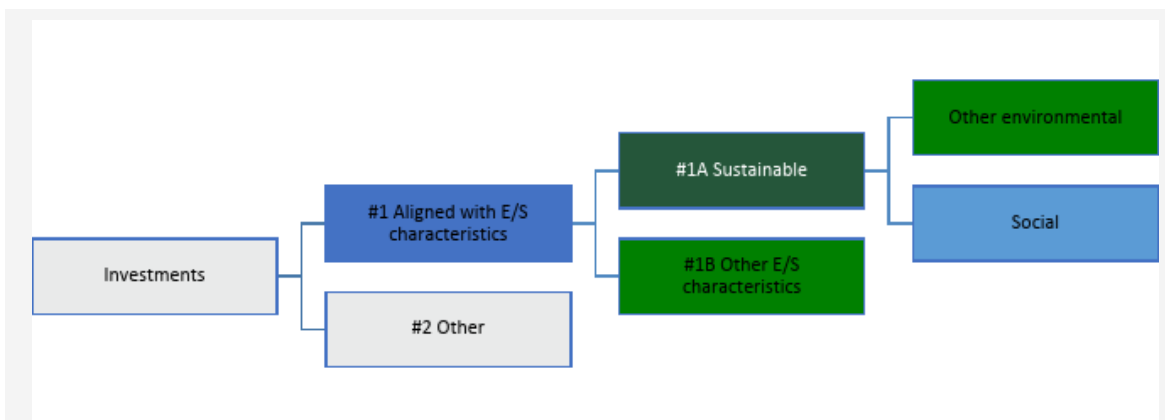 Investments
#1 Aligned with E/S
characteristics
#2 Other
#1A Sustainable
#1B Other E/S
characteristics
Other environmental
Social